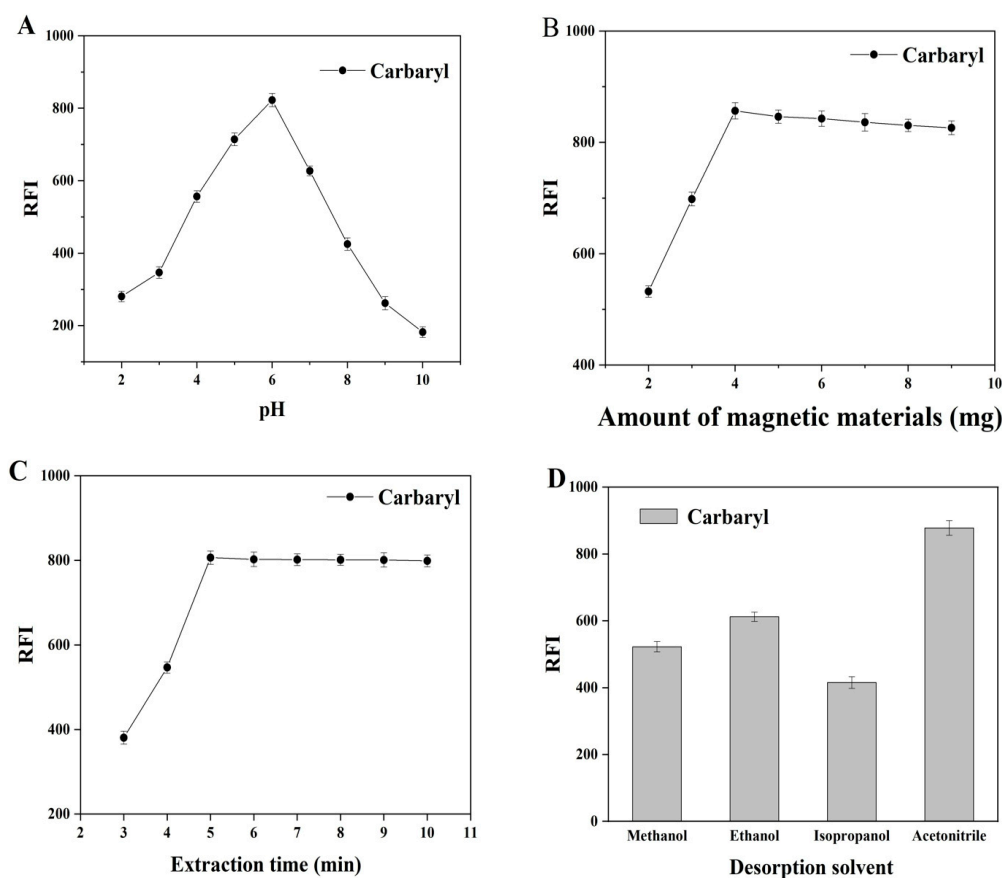 A
1000
800
600
400
200
RFI
Carbaryl
2 4 6 8 10
pH
B
1000
800
600
400
RFI
Carbaryl
2 4 6 8 10
Amount of magnetic materials (mg)
C
1000
800
600
400
200
RFI
Carbaryl
2 3 4 5 6 7 8 9 10 11
Extraction time (min)
D
1000
800
600
400
200
0
RFI
Carbaryl
Methanol Ethanol Isopropanol Acetonitrile
Desorption solvent